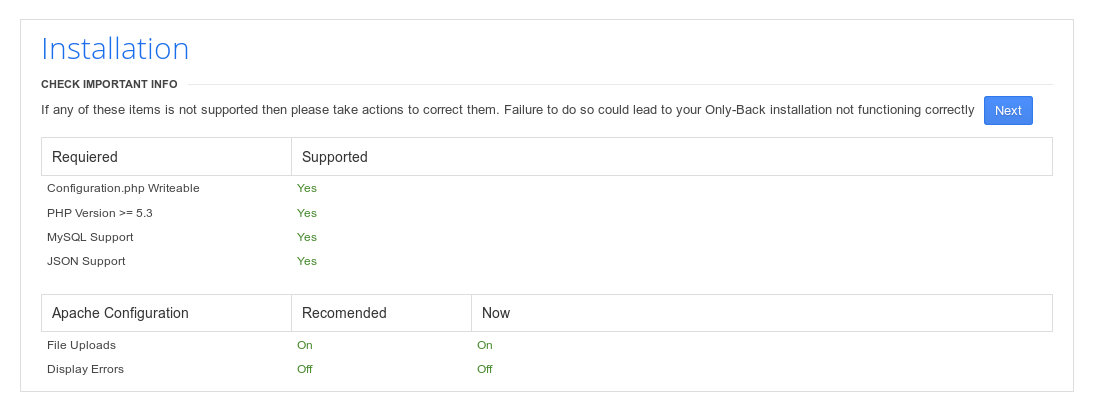 Installation
CHECK IMPORTANT INFO
If any of these items is not supported then please take actions to correct them. Failure to do so could lead to your Only-Back installation not functioning correctly Next
Requiered Supported
Configuration.php Writeable Yes
PHP Version >= 5.3 Yes
MySQL Support Yes
JSON Support Yes
Apache Configuration Recomended Now
File Uploads On On
Display Errors Off Off